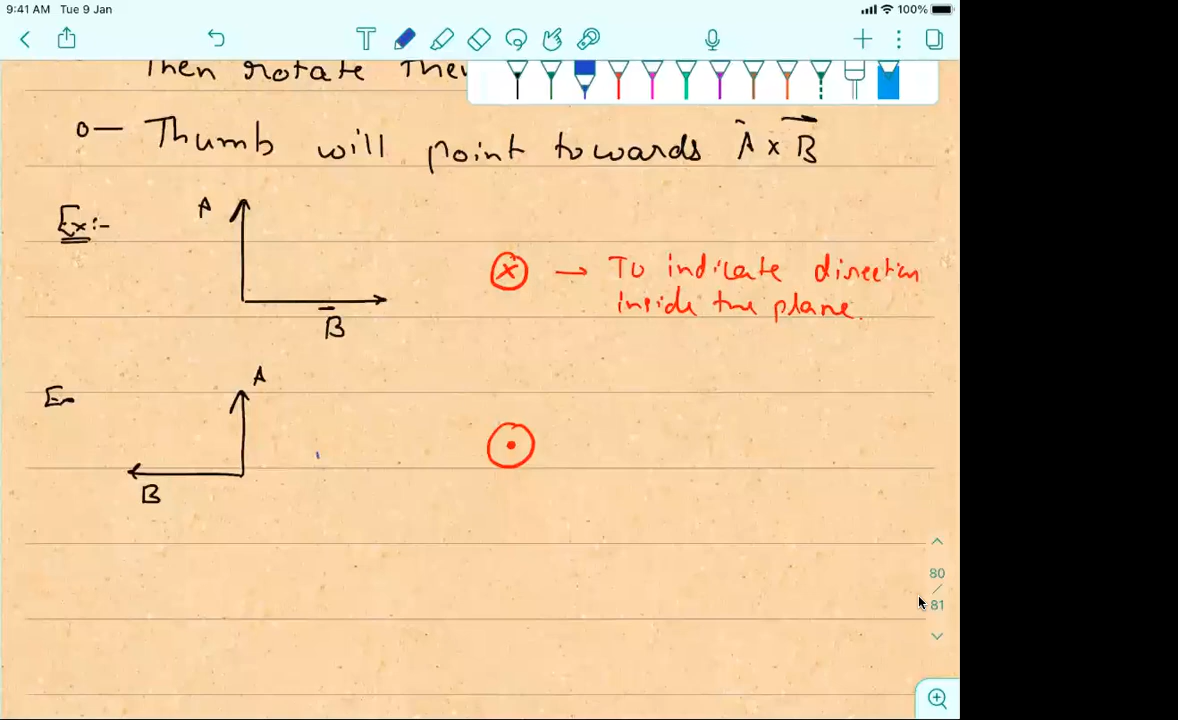 9:41 AM Tue 9 Jan
100%
Then rotate
o— Thumb will point towards A x B
Ex:-
A
B
ⓧ → To indicate direction
inside the plane.
Ex
A
B
80
/
81